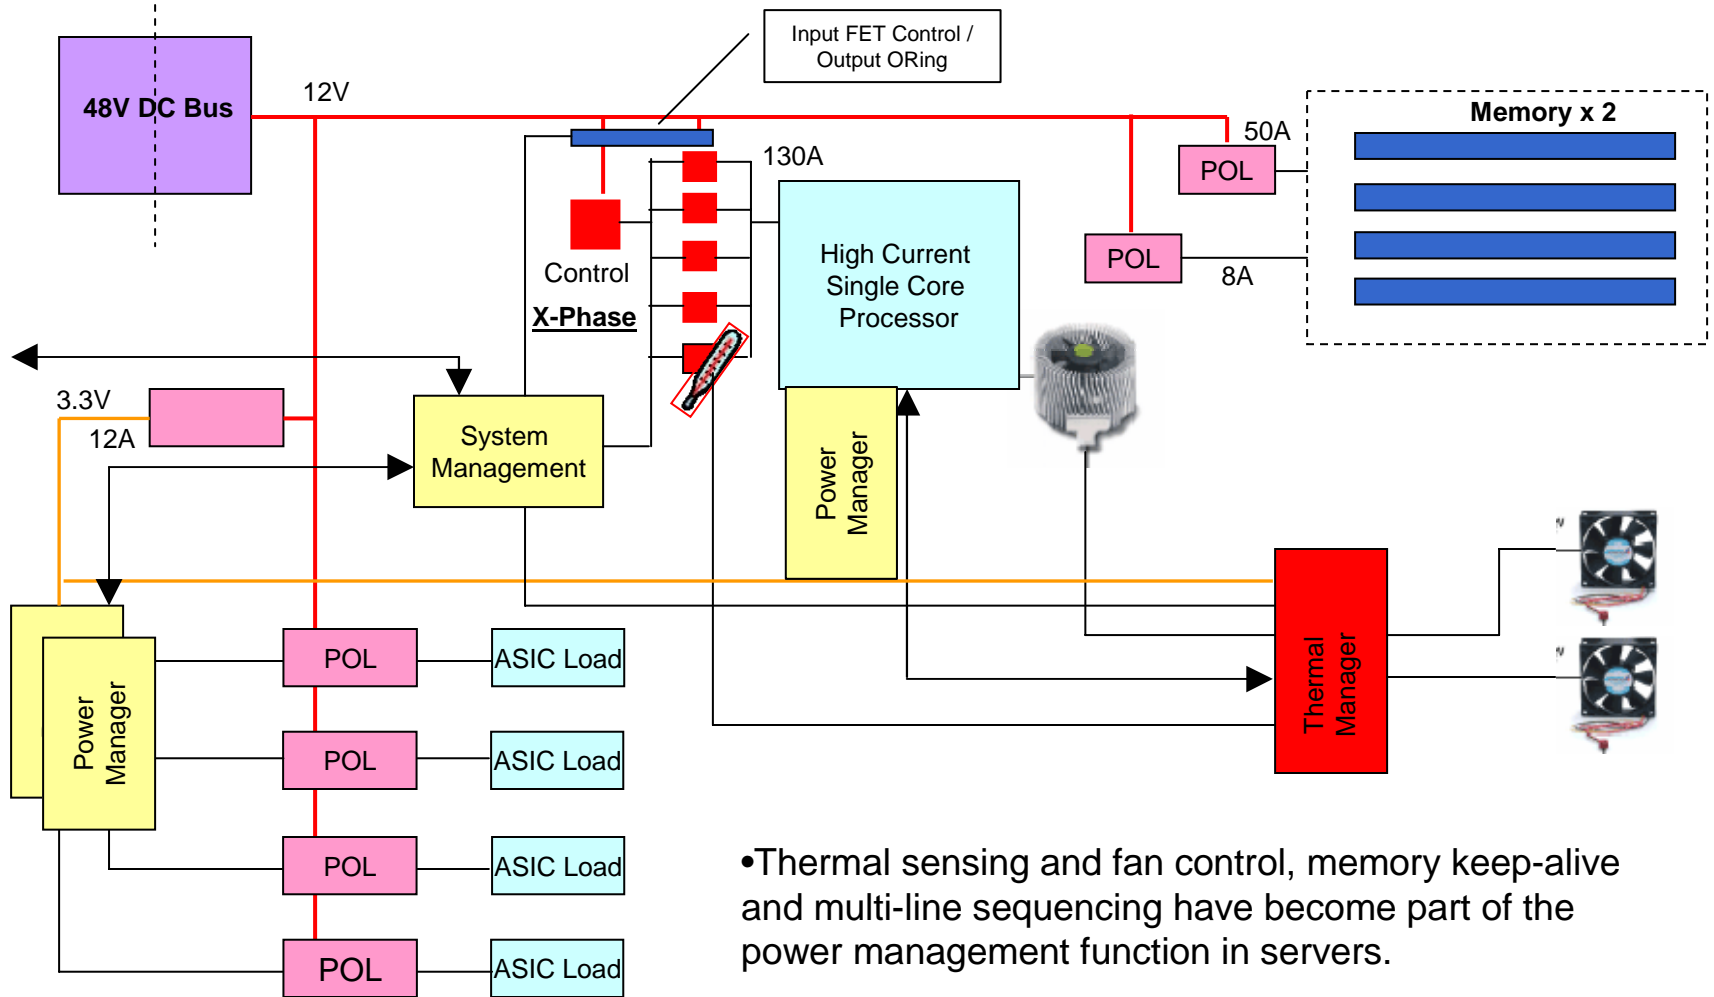 Input FET Control /
Output ORing
48V DC Bus
12V
Memory x 2
50A
130A
POL
High Current
Single Core
Processor
POL
8A
Control
X-Phase
3.3V
12A
System
Management
Power
Manager
POL
ASIC Load
Power
Manager
Thermal
Manager
POL
ASIC Load
POL
ASIC Load
POL
ASIC Load
•Thermal sensing and fan control, memory keep-alive
and multi-line sequencing have become part of the
power management function in servers.